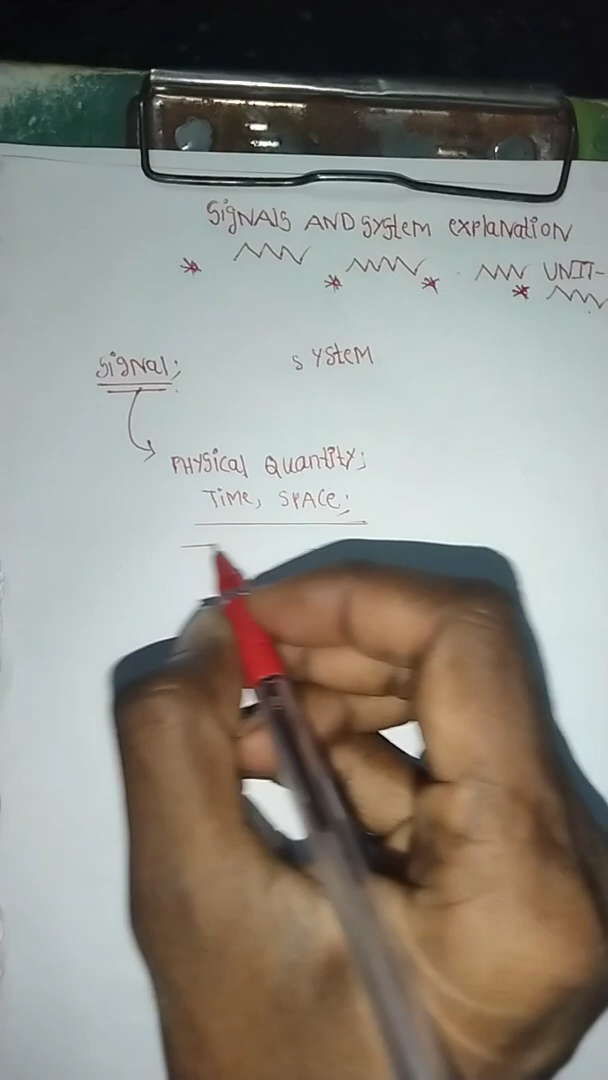 SigNAlS AND SyStem explaNatioN
UNIT-
SigNal;
SYSteM
PHYSical Quantity;
TiMe, SPACe;